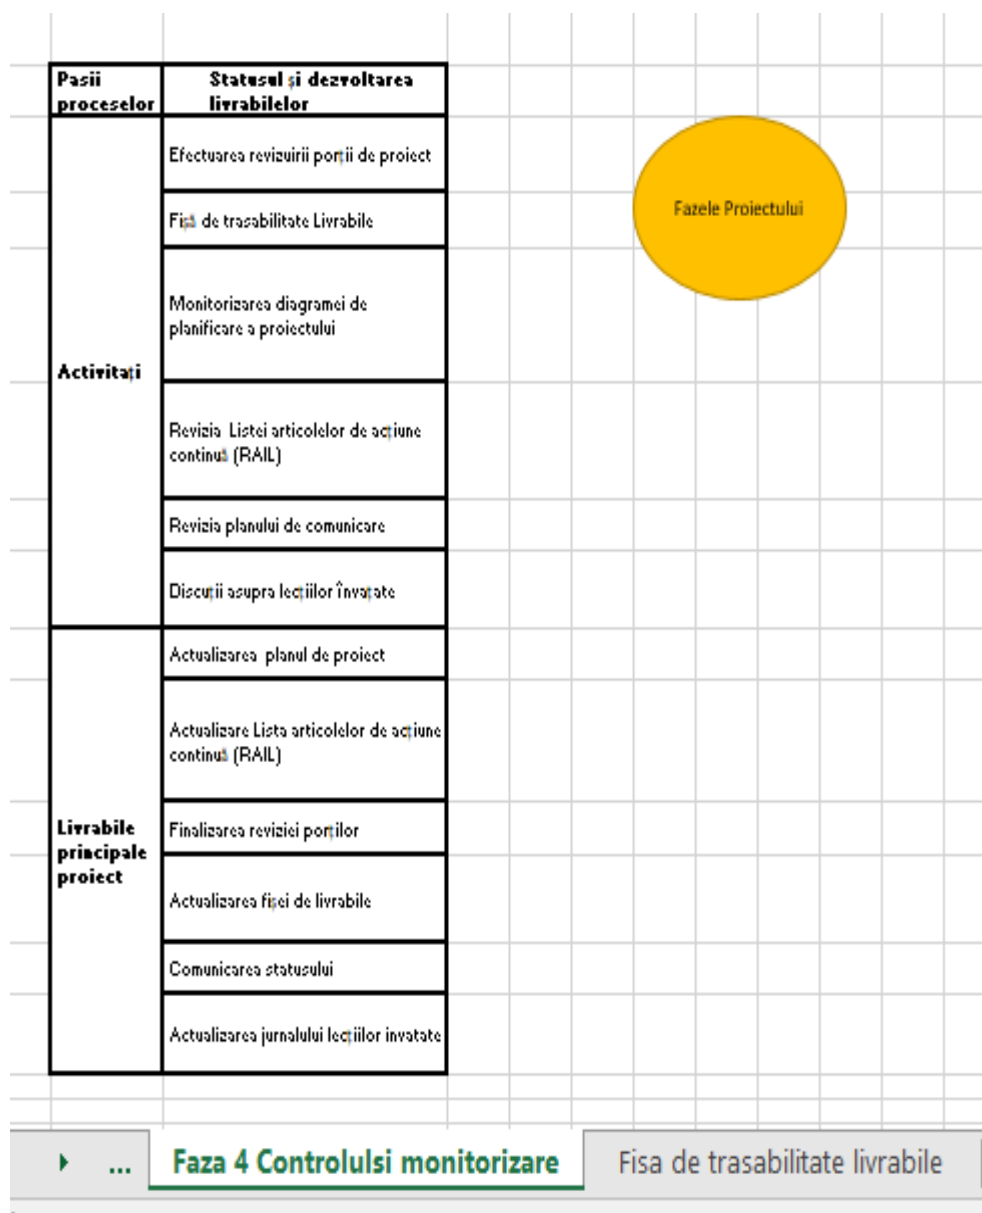 Pasii
proceselor
Statusul și dezvoltarea
livrabilelor
Efectuarea revizuirii porții de proiect
Fișă de trasabilitate Livrabile
Monitorizarea diagramei de
planificare a proiectului
Activitați
Revizia Listei articolelor de acțiune
continuă (RAIL)
Revizia planului de comunicare
Discuții asupra lecțiilor învațate
Actualizarea planul de proiect
Actualizare Lista articolelor de acțiune
continuă (RAIL)
Livrabile
principale
proiect
Finalizarea reviziei porților
Actualizarea fișei de livrabile
Comunicarea statusului
Actualizarea jurnalului lecțiilor invatate
Fazele Proiectului
... Faza 4 Controlulsi monitorizare Fisa de trasabilitate livrabile